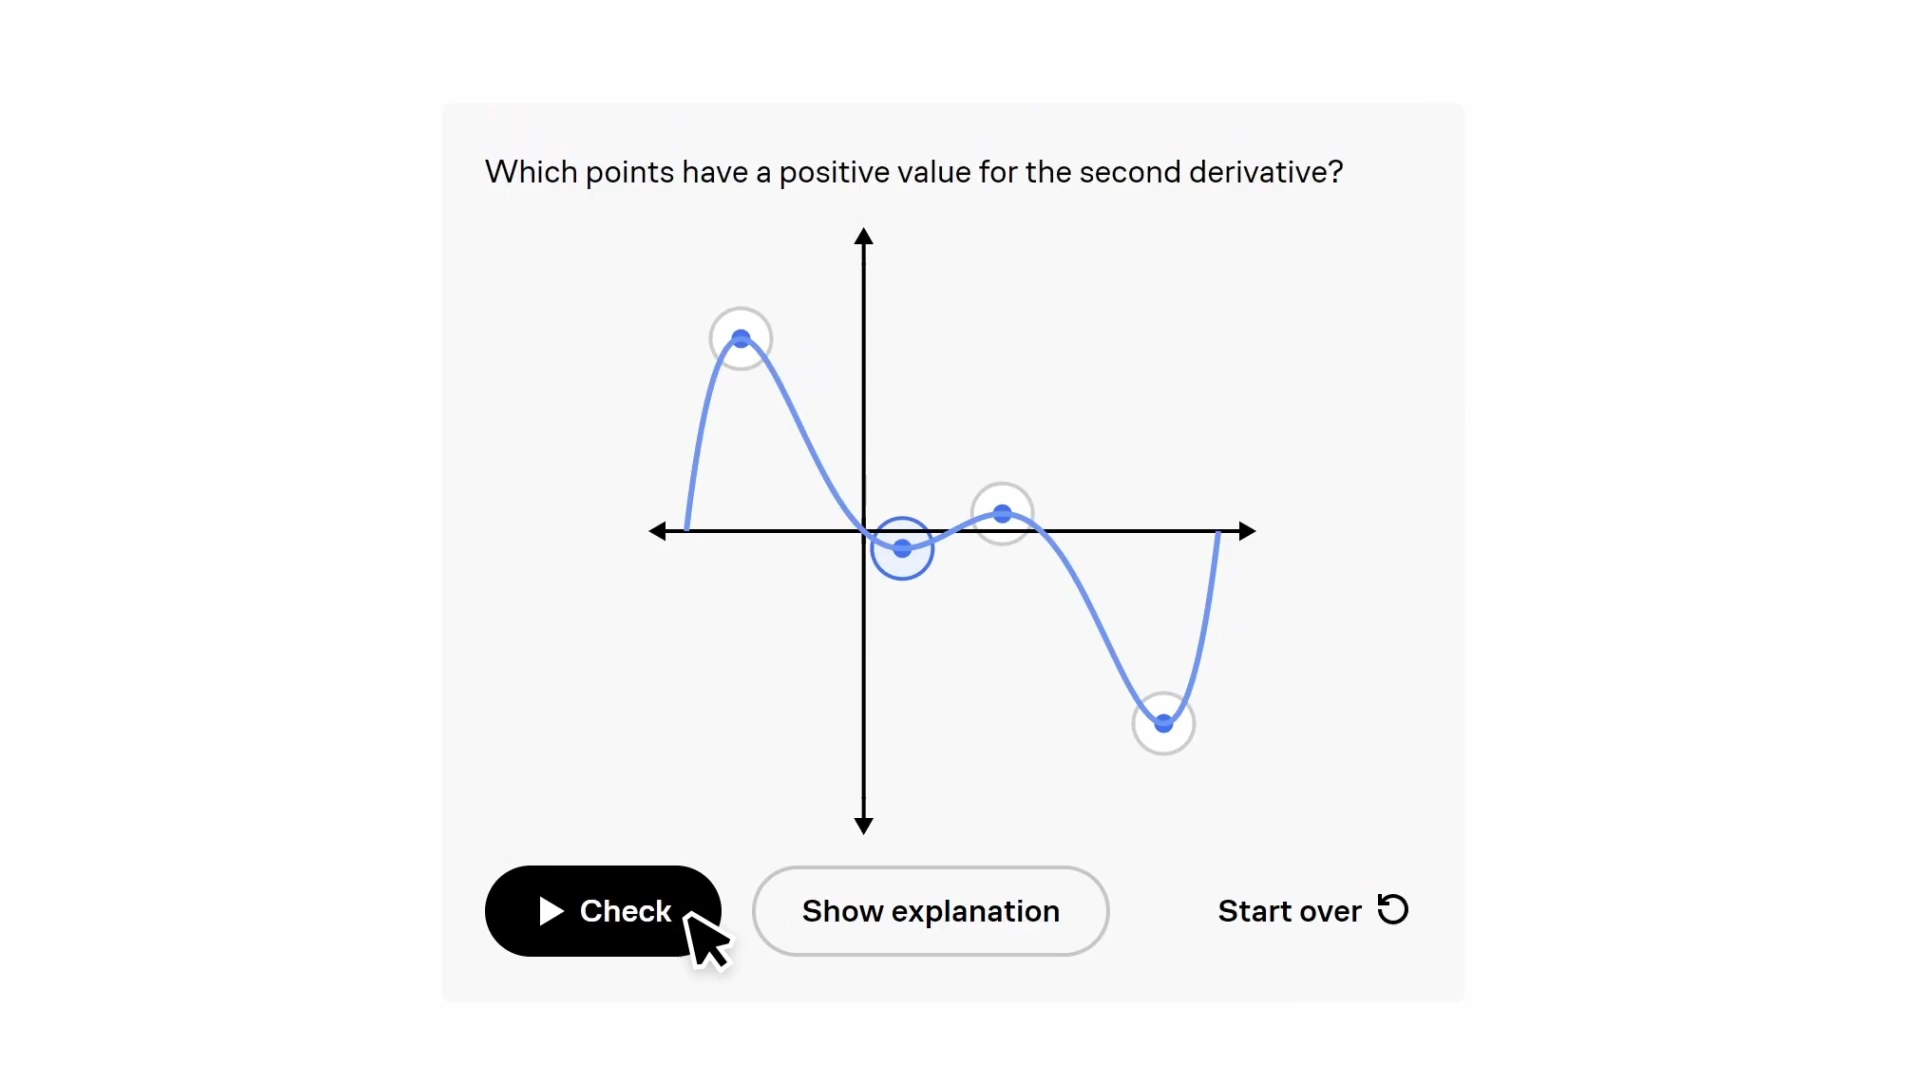 Which points have a positive value for the second derivative?
Check
Show explanation
Start over